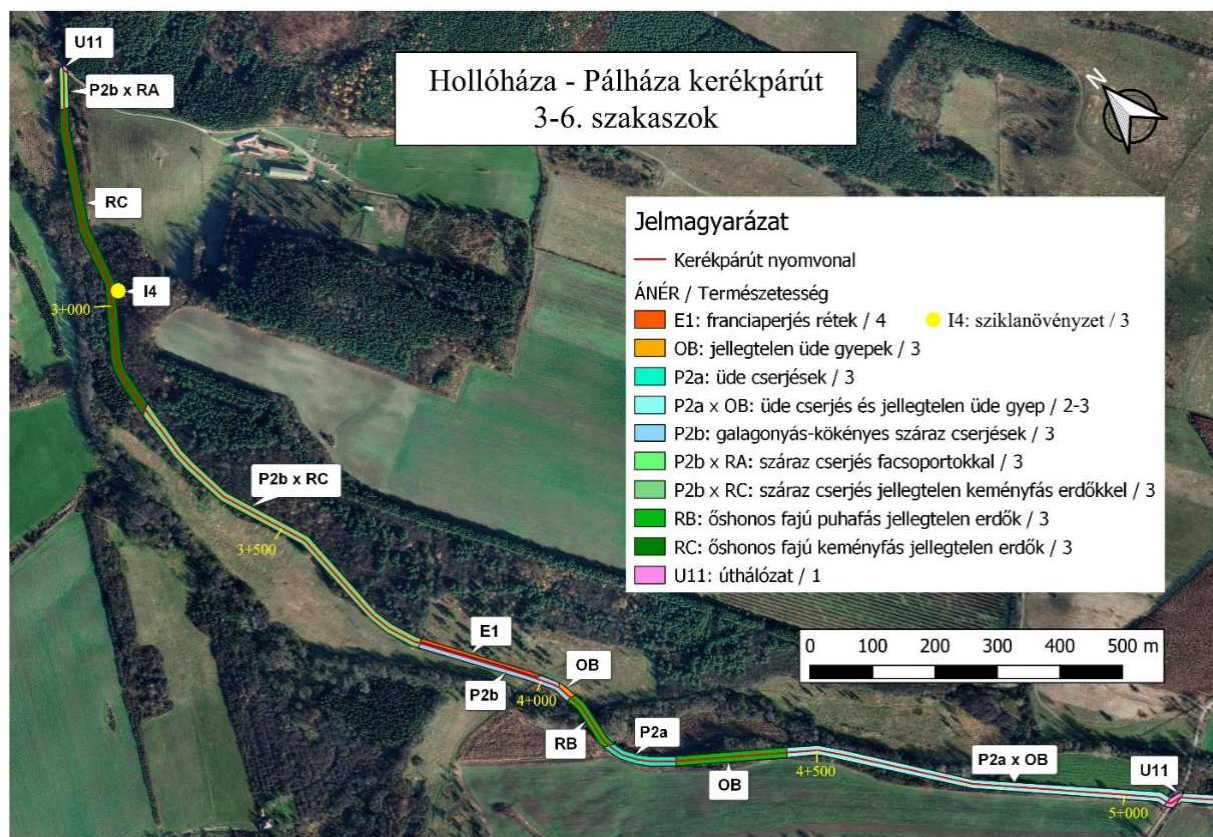 Hollóháza - Pálháza kerékpárút
3-6. szakaszok
N
U11
P2b x RA
RC
I4
3+000
P2b x RC
3+500
E1
P2b
OB
4+000
RB
P2a
OB
4+500
P2a x OB
U11
5+000
Jelmagyarázat
Kerékpárút nyomvonal
ÁNÉR / Természetesség
E1: franciaperjés rétek / 4
I4: sziklanövényzet / 3
OB: jellegtelen üde gyepek / 3
P2a: üde cserjések / 3
P2a x OB: üde cserjés és jellegtelen üde gyep / 2-3
P2b: galagonyás-kökényes száraz cserjések / 3
P2b x RA: száraz cserjés facsoportokkal / 3
P2b x RC: száraz cserjés jellegtelen keményfás erdőkkel / 3
RB: őshonos fajú puhafás jellegtelen erdők / 3
RC: őshonos fajú keményfás jellegtelen erdők / 3
U11: úthálózat / 1
0 100 200 300 400 500 m